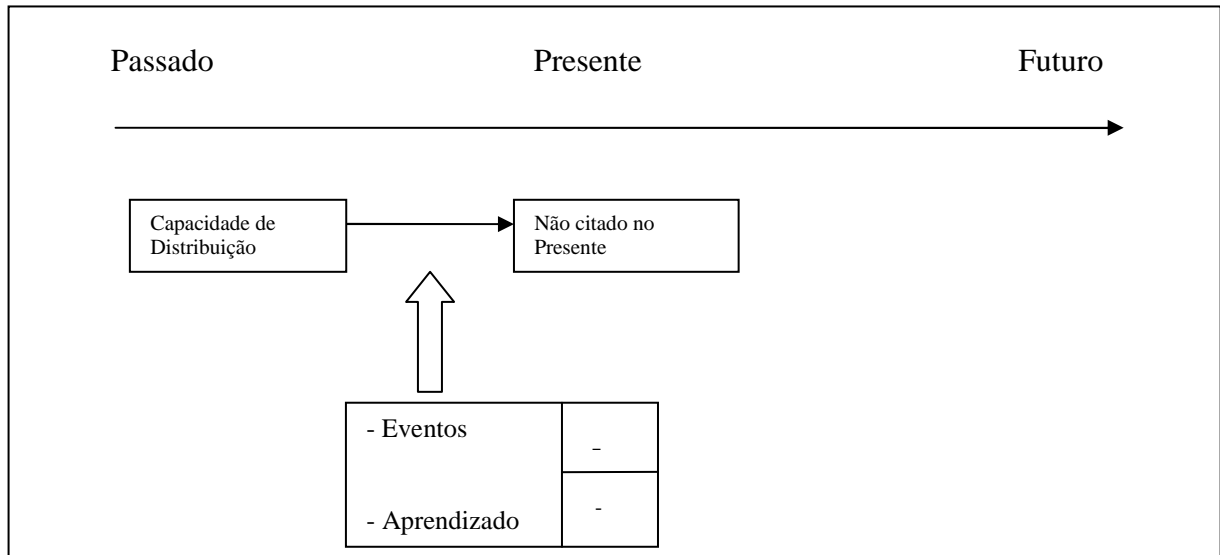 Passado Presente Futuro
Capacidade de
Distribuição
Não citado no
Presente
- Eventos
-
- Aprendizado
-